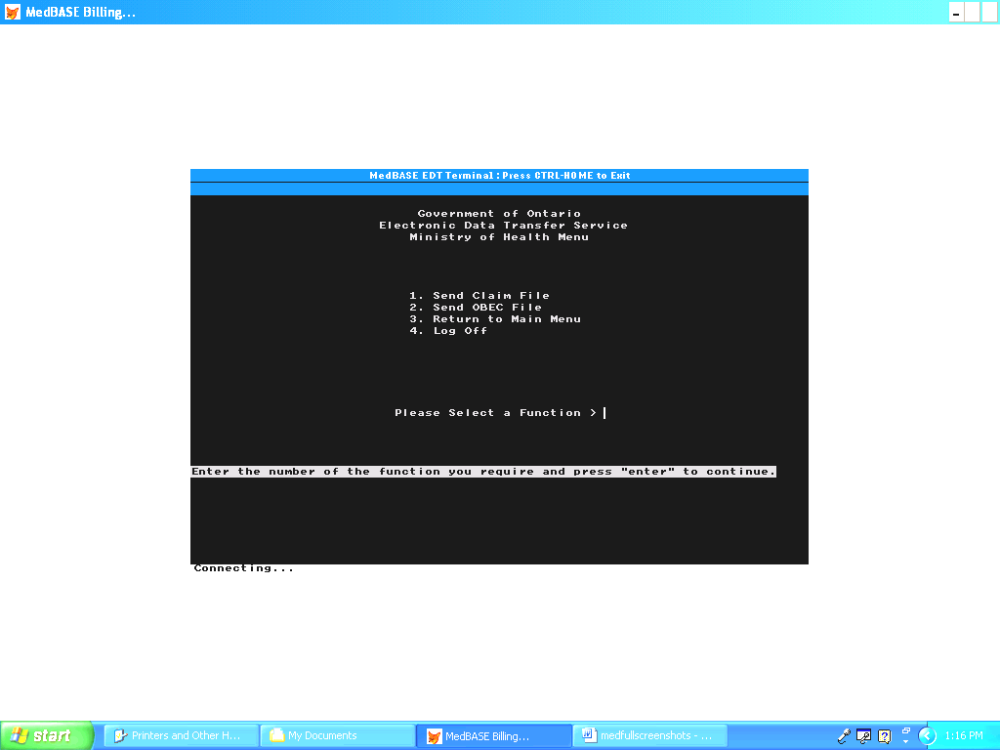 MedBASE Billing...
MedBASE EDT Terminal : Press CTRL-HOME to Exit
Government of Ontario
Electronic Data Transfer Service
Ministry of Health Menu
1. Send Claim File
2. Send OBEC File
3. Return to Main Menu
4. Log Off
Please Select a Function >
Enter the number of the function you require and press "enter" to continue.
Connecting...
start
Printers and Other H...
My Documents
MedBASE Billing...
medfullscreenshots - ...
1:16 PM